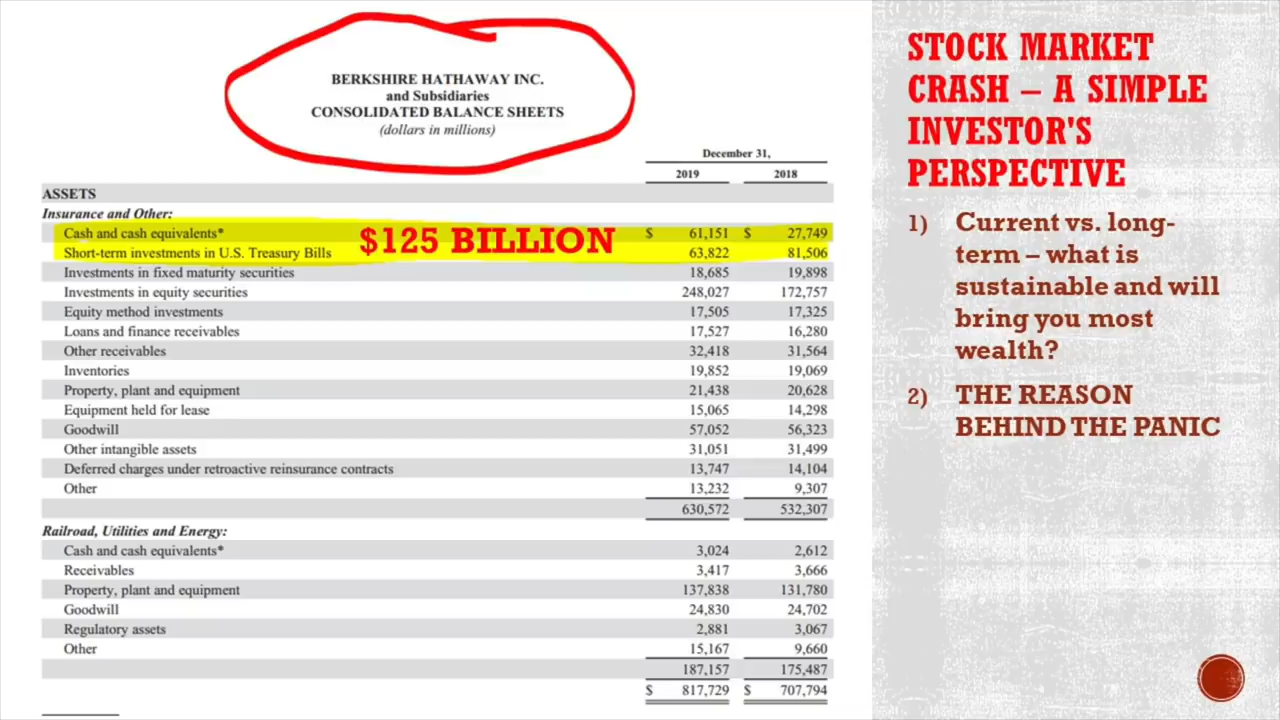 BERKSHIRE HATHAWAY INC.
and Subsidiaries
CONSOLIDATED BALANCE SHEETS
(dollars in millions)
December 31,
2019 2018
ASSETS
Insurance and Other:
Cash and cash equivalents* $ 61,151 $ 27,749
$125 BILLION
Short-term investments in U.S. Treasury Bills 63,822 81,506
Investments in fixed maturity securities 18,685 19,898
Investments in equity securities 248,027 172,757
Equity method investments 17,505 17,325
Loans and finance receivables 17,527 16,280
Other receivables 32,418 31,564
Inventories 19,852 19,069
Property, plant and equipment 21,438 20,628
Equipment held for lease 15,065 14,298
Goodwill 57,052 56,323
Other intangible assets 31,051 31,499
Deferred charges under retroactive reinsurance contracts 13,747 14,104
Other 13,232 9,307
630,572 532,307
Railroad, Utilities and Energy:
Cash and cash equivalents* 3,024 2,612
Receivables 3,417 3,666
Property, plant and equipment 137,838 131,780
Goodwill 24,830 24,702
Regulatory assets 2,881 3,067
Other 15,167 9,660
187,157 175,487
$ 817,729 $ 707,794
STOCK MARKET
CRASH – A SIMPLE
INVESTOR'S
PERSPECTIVE
1) Current vs. long-
term – what is
sustainable and will
bring you most
wealth?
2) THE REASON
BEHIND THE PANIC